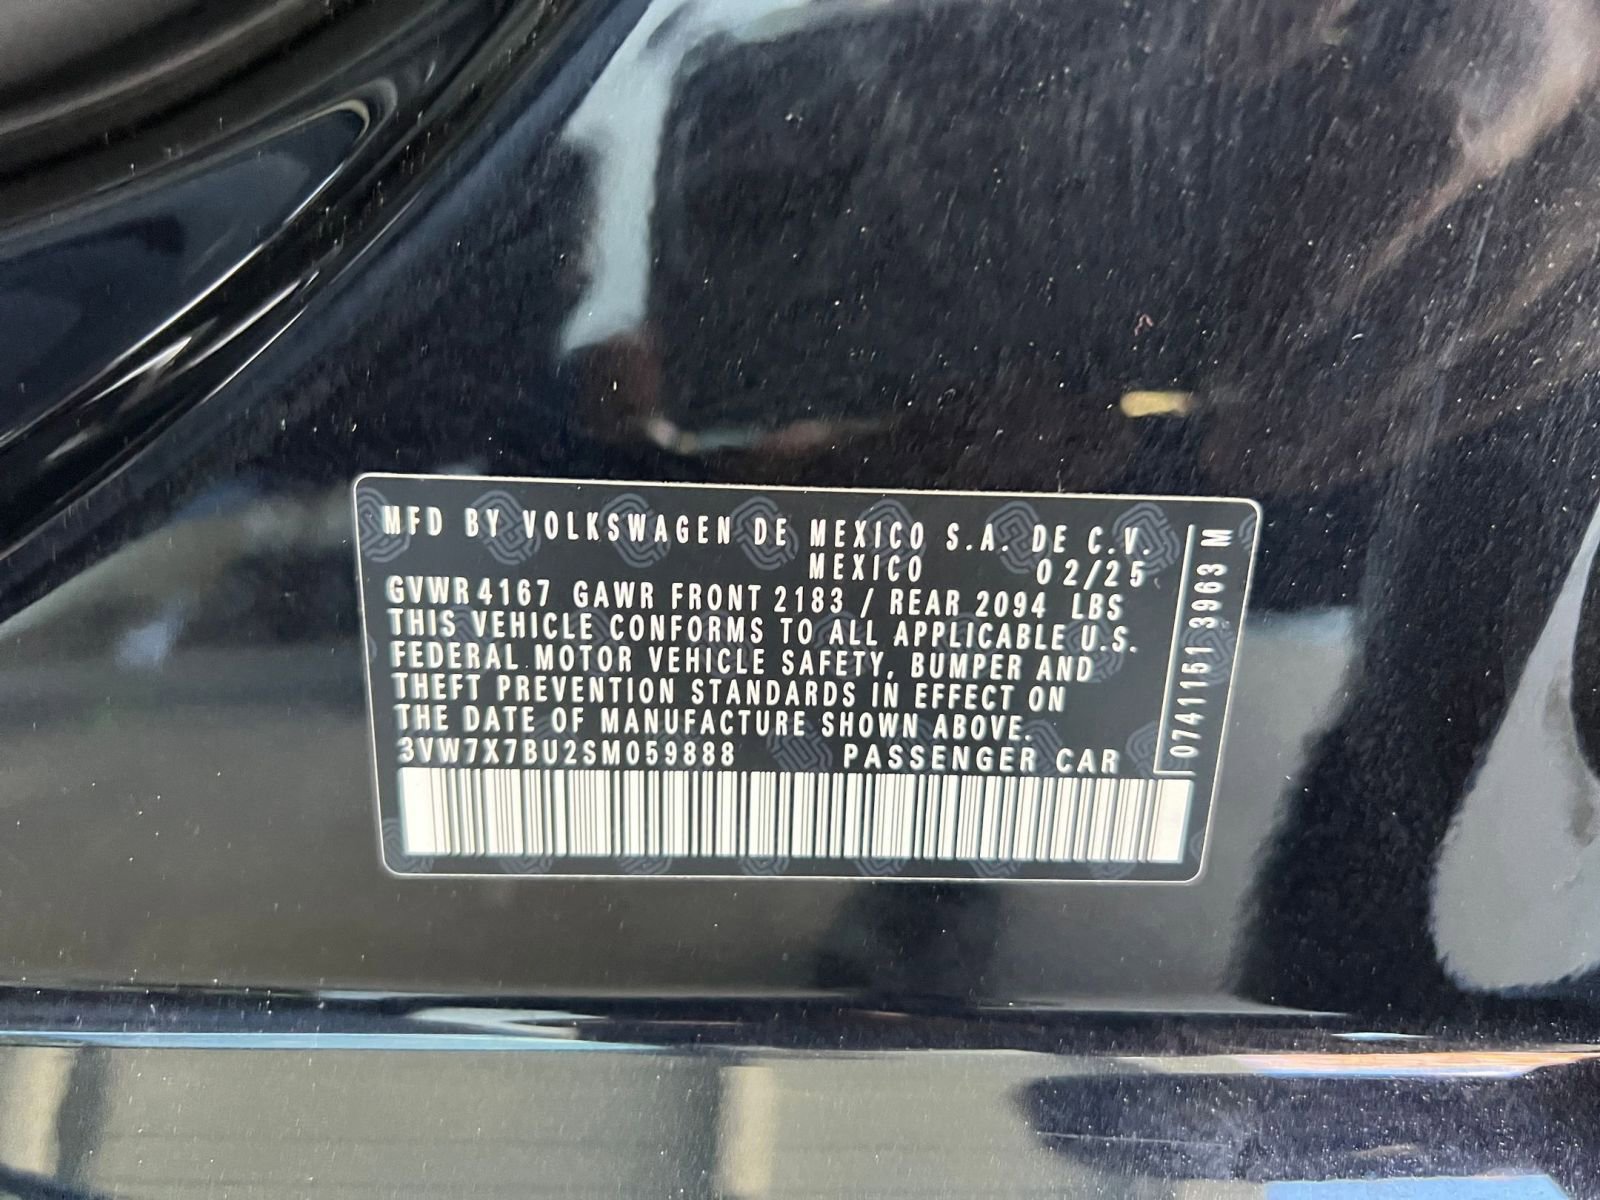 MFD BY VOLKSWAGEN DE MEXICO S.A. DE C.V.
MEXICO 02/25
GVWR 4167 GAWR FRONT 2183 / REAR 2094 LBS
THIS VEHICLE CONFORMS TO ALL APPLICABLE U.S.
FEDERAL MOTOR VEHICLE SAFETY, BUMPER AND
THEFT PREVENTION STANDARDS IN EFFECT ON
THE DATE OF MANUFACTURE SHOWN ABOVE.
3VW7X7BU2SM059888 PASSENGER CAR
0741151 3963 M